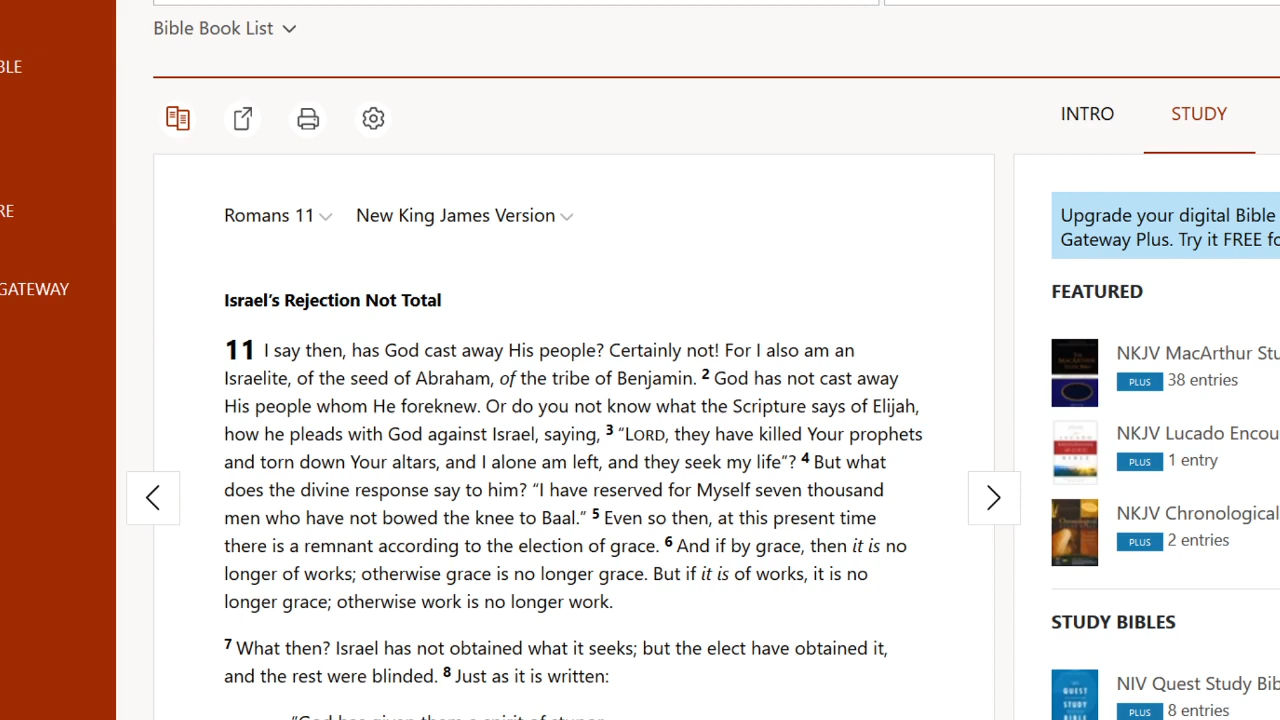 Bible Book List
BLE
RE
GATEWAY
INTRO
STUDY
Romans 11
New King James Version
Israel’s Rejection Not Total
11 I say then, has God cast away His people? Certainly not! For I also am an
Israelite, of the seed of Abraham, of the tribe of Benjamin. 2 God has not cast away
His people whom He foreknew. Or do you not know what the Scripture says of Elijah,
how he pleads with God against Israel, saying, 3 “LORD, they have killed Your prophets
and torn down Your altars, and I alone am left, and they seek my life”? 4 But what
does the divine response say to him? “I have reserved for Myself seven thousand
men who have not bowed the knee to Baal.” 5 Even so then, at this present time
there is a remnant according to the election of grace. 6 And if by grace, then it is no
longer of works; otherwise grace is no longer grace. But if it is of works, it is no
longer grace; otherwise work is no longer work.
7 What then? Israel has not obtained what it seeks; but the elect have obtained it,
and the rest were blinded. 8 Just as it is written:
“God has given them a spirit of stupor,
Upgrade your digital Bible
Gateway Plus. Try it FREE fo
FEATURED
NKJV MacArthur Stu
PLUS 38 entries
NKJV Lucado Encou
PLUS 1 entry
NKJV Chronological
PLUS 2 entries
STUDY BIBLES
QUEST
STUDY
BIBLE
NIV Quest Study Bib
PLUS 8 entries